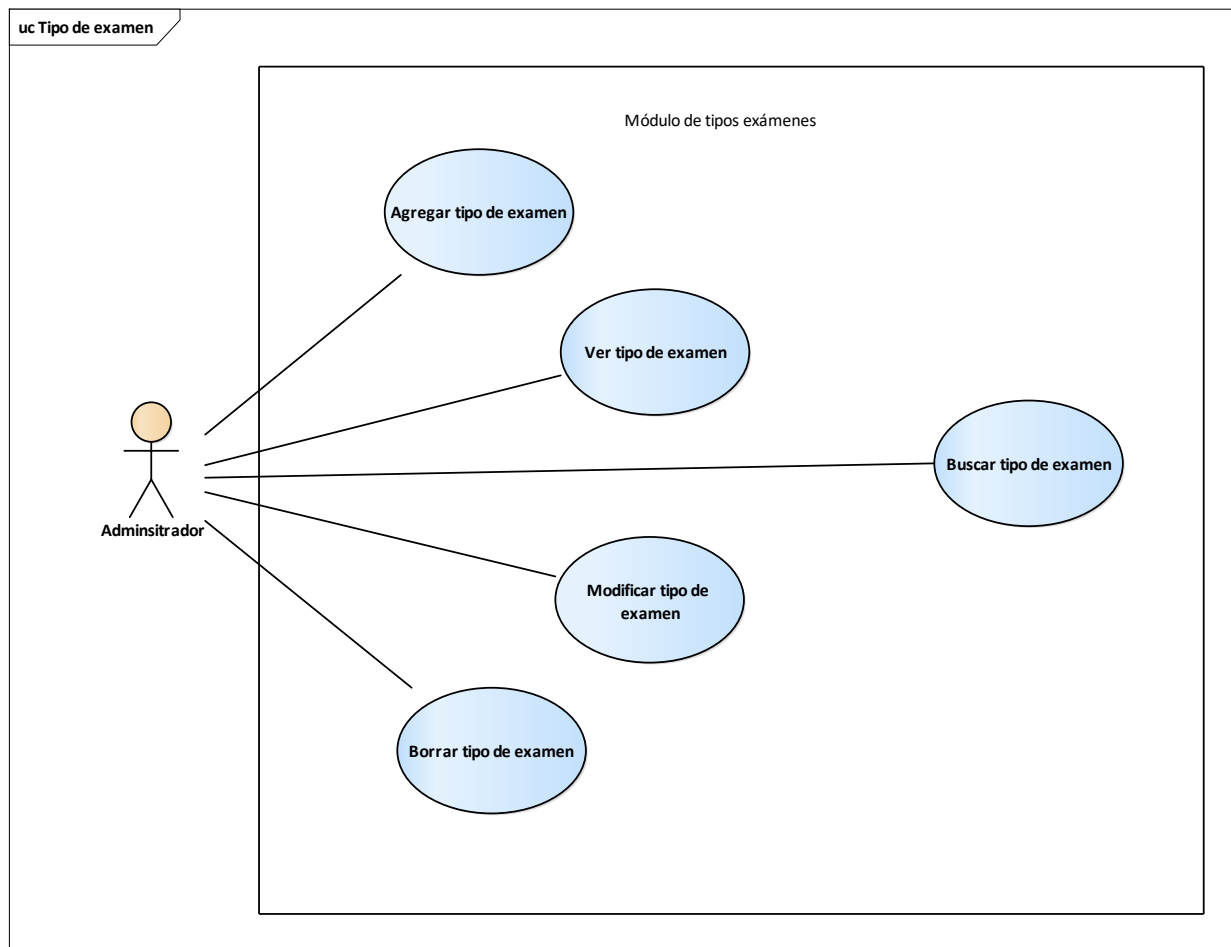 uc Tipo de examen
Módulo de tipos exámenes
Agregar tipo de examen
Ver tipo de examen
Buscar tipo de examen
Adminsitrador
Modificar tipo de
examen
Borrar tipo de examen